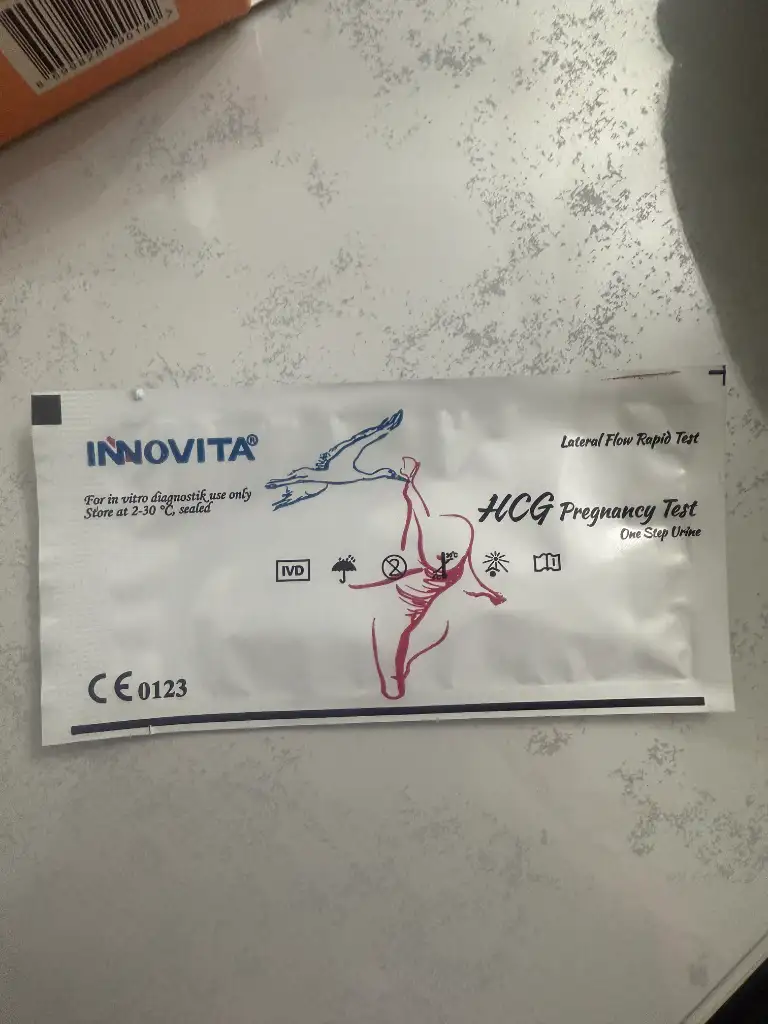 INNOVITA®
Lateral Flow Rapid Test
For in vitro diagnostik use only
Store at 2-30 °C, sealed
HCG Pregnancy Test
One Step Urine
IVD
CE 0123